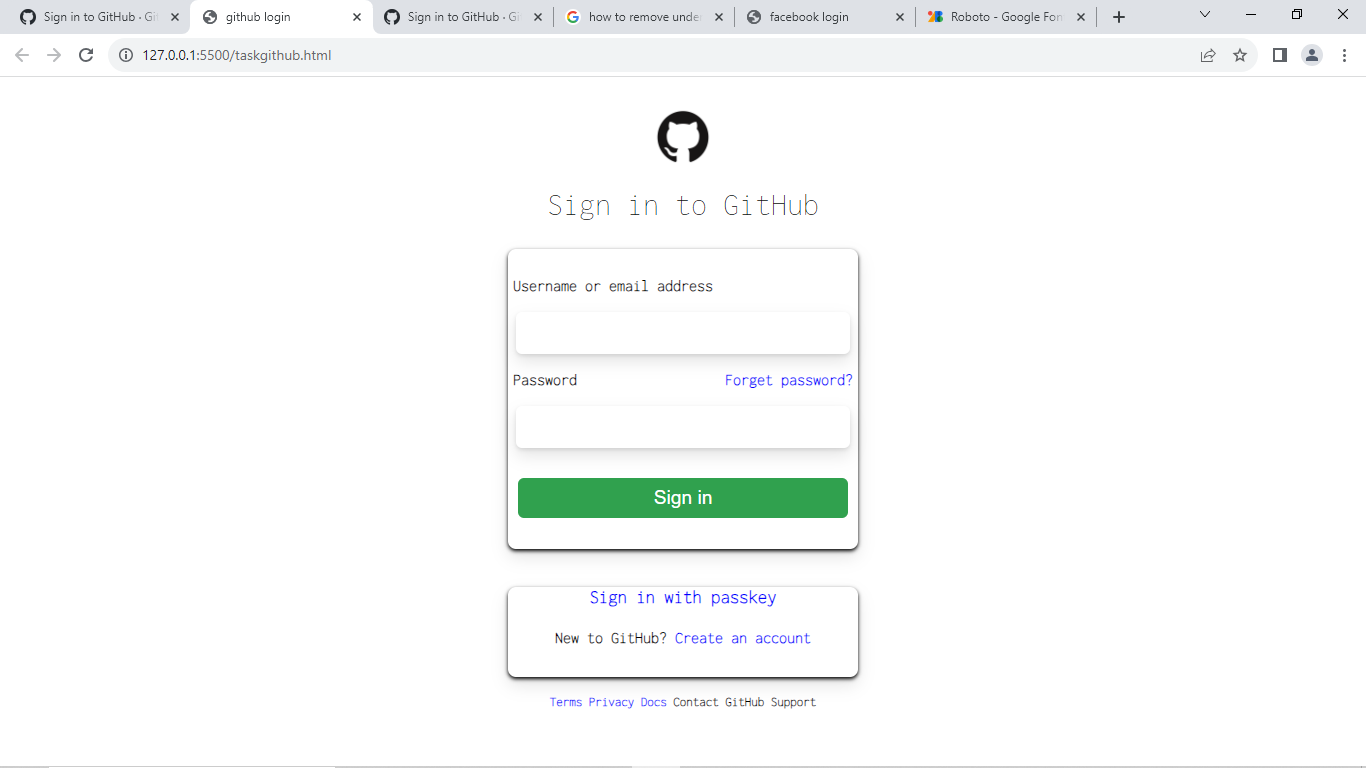 Sign in to GitHub · Git
github login
Sign in to GitHub · Gi
how to remove unde
facebook login
Roboto - Google Fon
127.0.0.1:5500/taskgithub.html
Sign in to GitHub
Username or email address
Password Forget password?
Sign in
Sign in with passkey
New to GitHub? Create an account
Terms Privacy Docs Contact GitHub Support